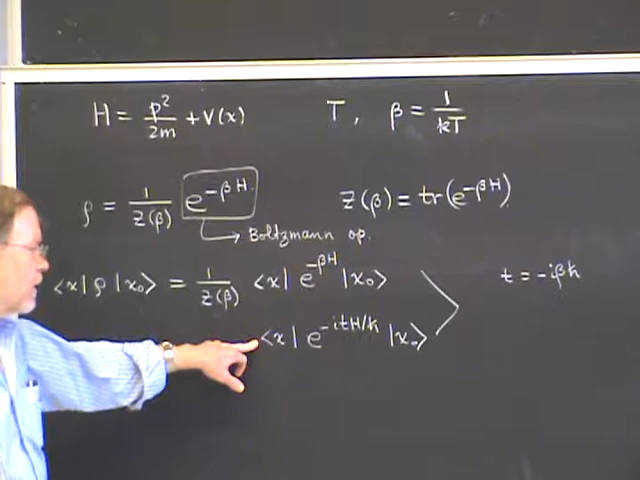 H = p²/2m + V(x)    T, β = 1/kT
ρ = 1/Z(β) e^{-βH}    Z(β) = tr(e^{-βH})
→ Boltzmann op.
<x|ρ|x₀> = 1/Z(β) <x|e^{-βH}|x₀>    t = -iβħ
<x|e^{-itH/ħ}|x₀>